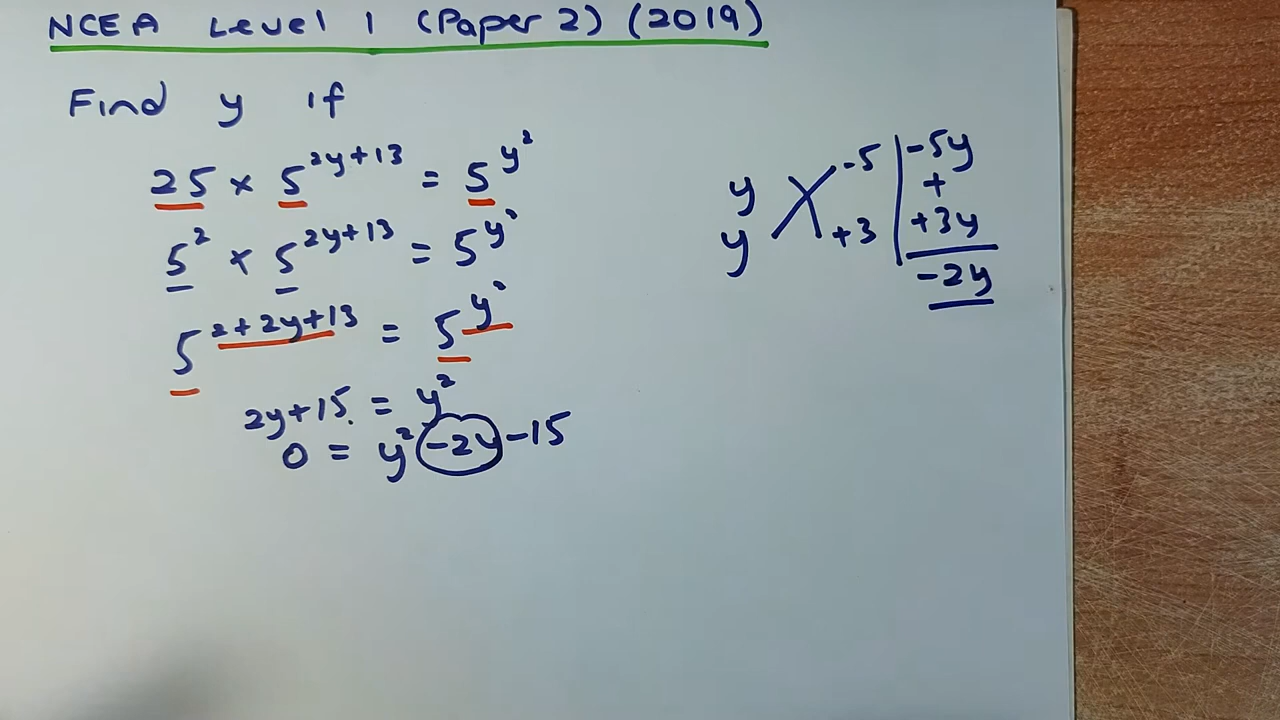 NCEA Level 1 (Paper 2) (2019)
Find y if
25 × 5^(2y+13) = 5^(y²)
5² × 5^(2y+13) = 5^(y²)
5^(2+2y+13) = 5^(y²)
2y+15 = y²
0 = y² -2y -15
y -5 | -5y
+
y +3 | +3y
-2y